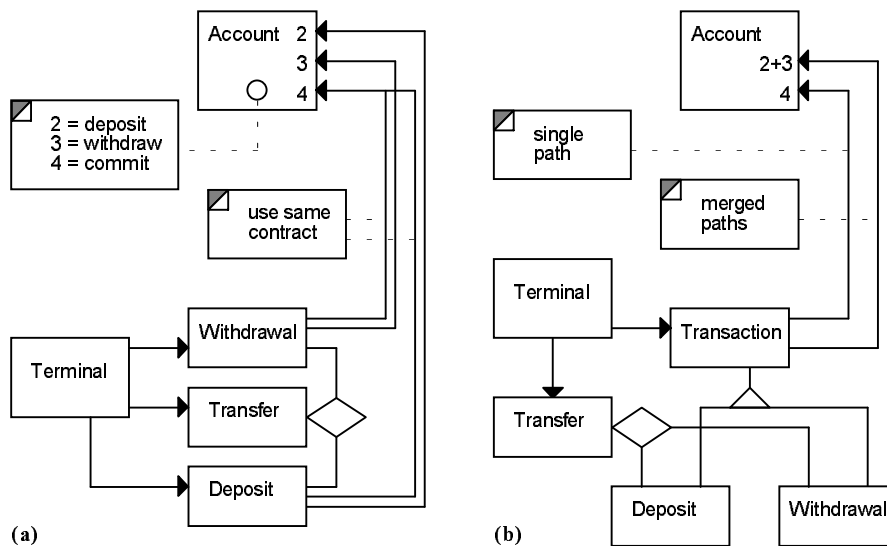 Account 2
3
4
2 = deposit
3 = withdraw
4 = commit
use same
contract
Withdrawal
Terminal
Transfer
Deposit
(a)
Account
2+3
4
single
path
merged
paths
Terminal
Transaction
Transfer
Deposit
Withdrawal
(b)